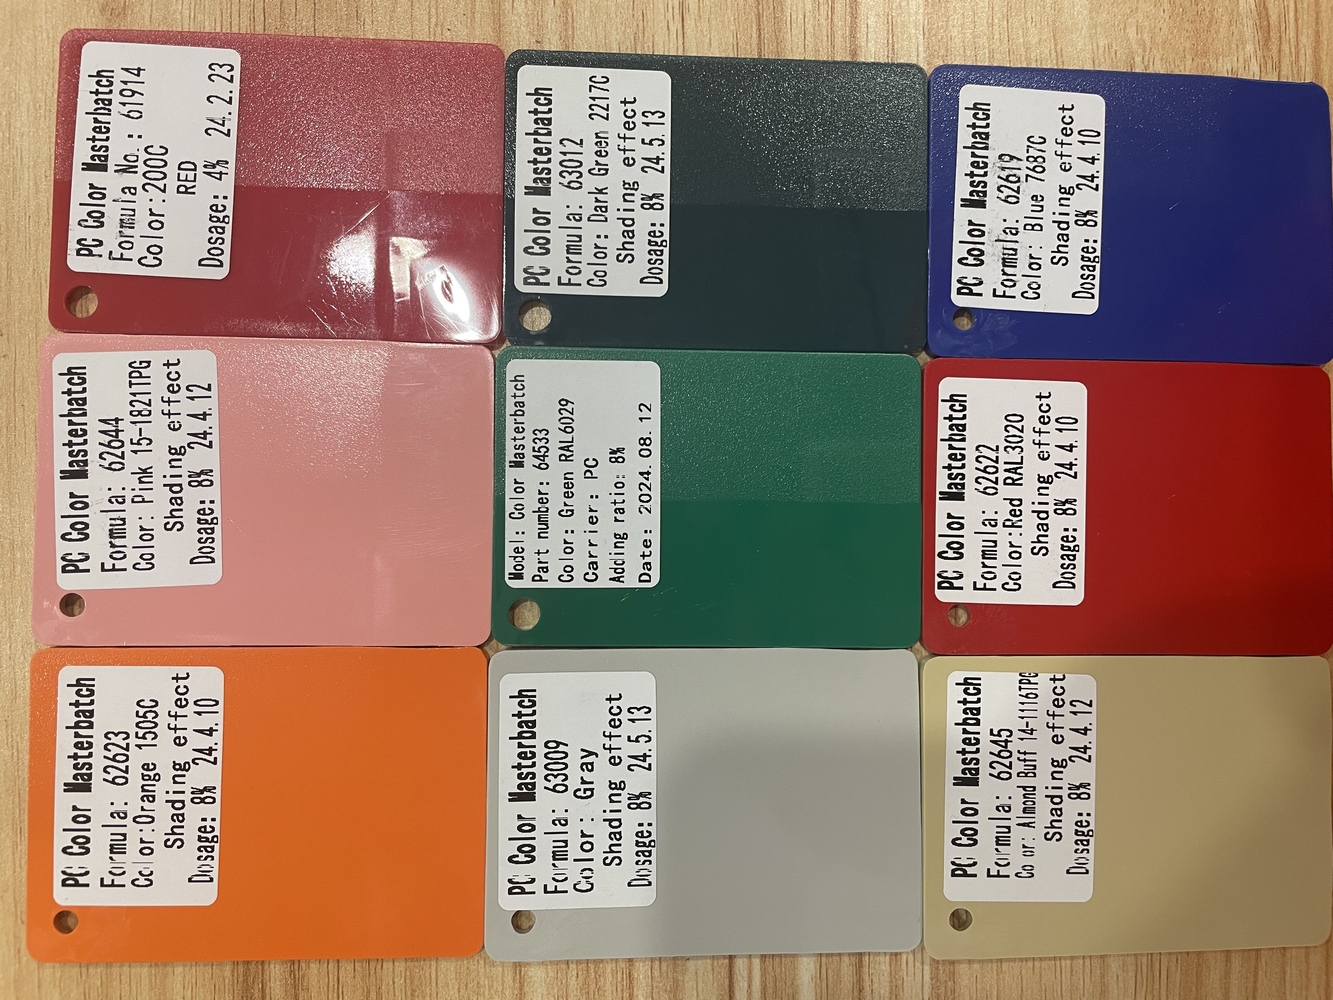 PC Color Masterbatch
Formula No.: 61914
Color:200C
RED
Dosage: 4% 24.2.23
PC Color Masterbatch
Formula: 63012
Color: Dark Green 2217C
Shading effect
Dosage: 8% 24.5.13
PC Color Masterbatch
Formula: 62619
Color: Blue 7687C
Shading effect
Dosage: 8% 24.4.10
PC Color Masterbatch
Formula: 62644
Color: Pink 15-1821TPG
Shading effect
Dosage: 8% 24.4.12
Model: Color Masterbatch
Part number: 64533
Color: Green RAL6029
Carrier: PC
Adding ratio: 8%
Date: 2024.08.12
PC Color Masterbatch
Formula: 62622
Color:Red RAL3020
Shading effect
Dosage: 8% 24.4.10
PC Color Masterbatch
Formula: 62623
Color:Orange 1505C
Shading effect
Dosage: 8% 24.4.10
PC Color Masterbatch
Formula: 63009
Color: Gray
Shading effect
Dosage: 8% 24.5.13
PC Color Masterbatch
Formula: 62645
Color: Almond Buff 14-1116TPG
Shading effect
Dosage: 8% 24.4.12